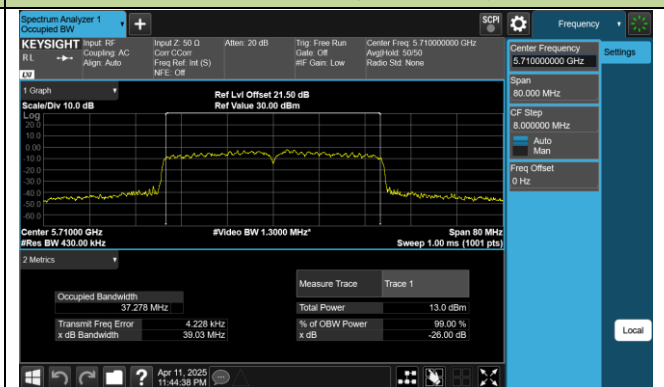 Spectrum Analyzer 1
Occupied BW
SCPI
Frequency
KEYSIGHT
RL
Input: RF
Coupling: AC
Align: Auto
Input Z: 50 Ω
Corr CCorr
Freq Ref: Int (S)
NFE: Off
Atten: 20 dB
Trig: Free Run
Gate: Off
#IF Gain: Low
Center Freq: 5.710000000 GHz
Avg|Hold: 50/50
Radio Std: None
LXI
1 Graph
Scale/Div 10.0 dB
Ref Lvl Offset 21.50 dB
Ref Value 30.00 dBm
Log
20.0
10.0
0.00
-10.0
-20.0
-30.0
-40.0
-50.0
-60.0
Center 5.71000 GHz
#Video BW 1.3000 MHz*
Span 80 MHz
#Res BW 430.00 kHz
Sweep 1.00 ms (1001 pts)
2 Metrics
Measure Trace
Trace 1
Occupied Bandwidth
37.278 MHz
Total Power
13.0 dBm
Transmit Freq Error
4.228 kHz
% of OBW Power
99.00 %
x dB Bandwidth
39.03 MHz
x dB
-26.00 dB
Center Frequency
5.710000000 GHz
Settings
Span
80.000 MHz
CF Step
8.000000 MHz
Auto
Man
Freq Offset
0 Hz
Local
Apr 11, 2025
11:44:38 PM